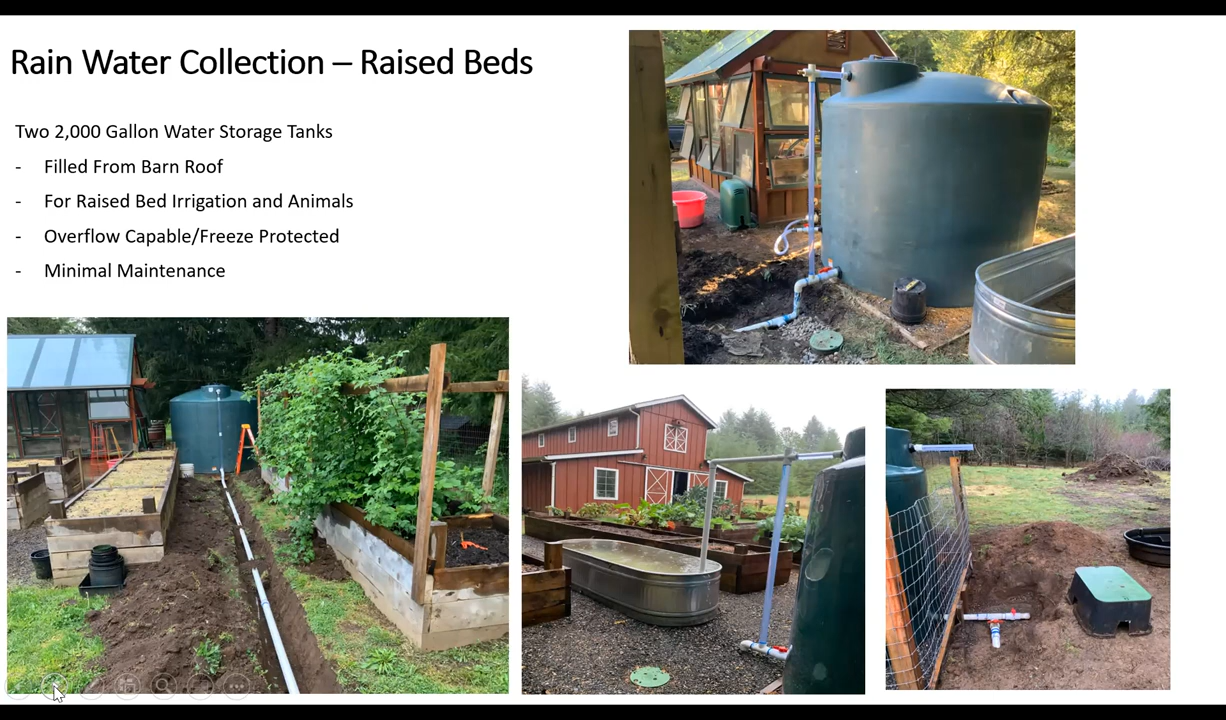 Rain Water Collection – Raised Beds
Two 2,000 Gallon Water Storage Tanks
- Filled From Barn Roof
- For Raised Bed Irrigation and Animals
- Overflow Capable/Freeze Protected
- Minimal Maintenance